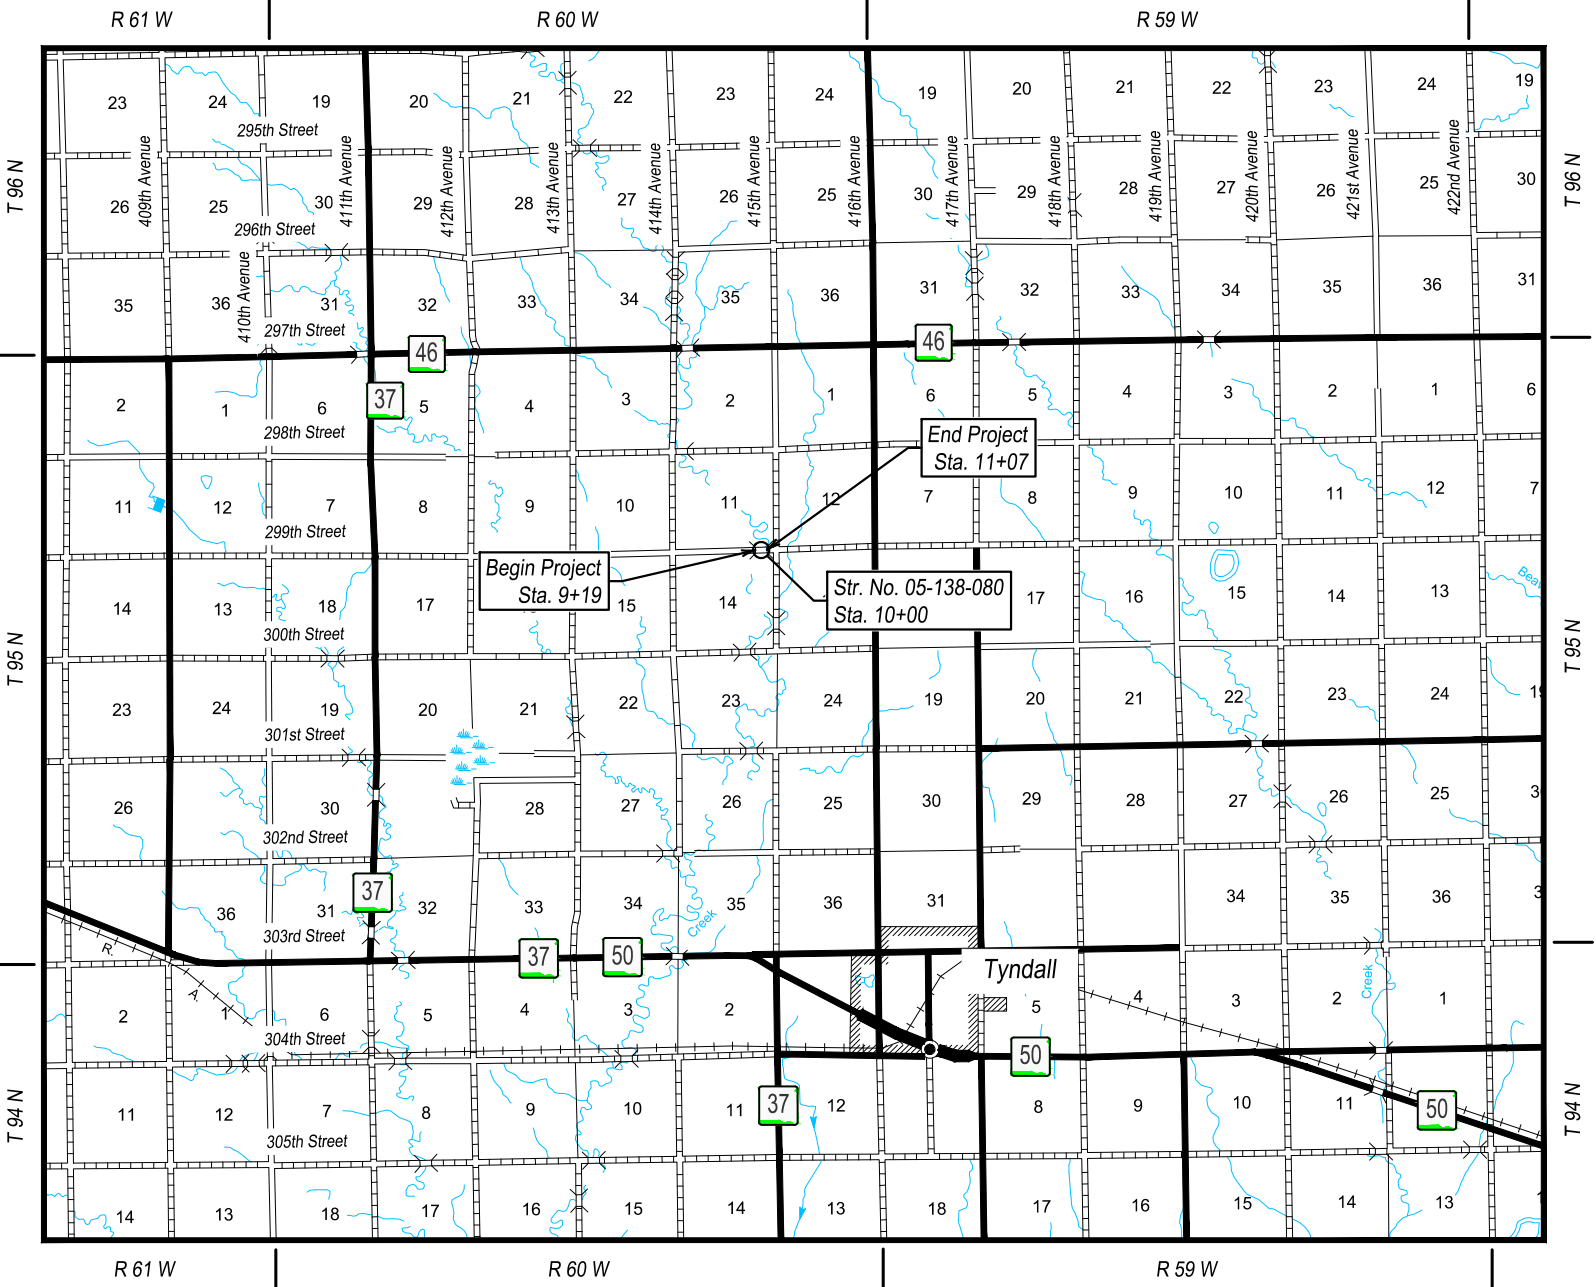 R 61 W R 60 W R 59 W
23 24 19 20 21 22 23 24 19 20 21 22 23 24 19
295th Street
409th Avenue
411th Avenue
412th Avenue
413th Avenue
414th Avenue
415th Avenue
416th Avenue
417th Avenue
418th Avenue
419th Avenue
420th Avenue
421st Avenue
422nd Avenue
T 96 N T 96 N
26 25 30 29 28 27 26 25 30 29 28 27 26 25 30
296th Street
410th Avenue
35 36 31 32 33 34 35 36 31 32 33 34 35 36 31
297th Street
46 46
37
2 1 6 5 4 3 2 1 6 5 4 3 2 1 6
298th Street
End Project
Sta. 11+07
11 12 7 8 9 10 11 12 7 8 9 10 11 12 7
299th Street
Begin Project
Sta. 9+19
Str. No. 05-138-080
Sta. 10+00
14 13 18 17 15 14 17 16 15 14 13
300th Street
T 95 N T 95 N
23 24 19 20 21 22 23 24 19 20 21 22 23 24 19
301st Street
26 30 28 27 26 25 30 29 28 27 26 25
302nd Street
37
36 31 32 33 34 35 36 31 34 35 36
303rd Street
Creek
R.
37 50
Tyndall
A.
2 1 6 5 4 3 2 5 4 3 2 1
Creek
304th Street
50
T 94 N T 94 N
11 12 7 8 9 10 11 37 12 8 9 10 11 50
305th Street
14 13 18 17 16 15 14 13 18 17 16 15 14 13
R 61 W R 60 W R 59 W